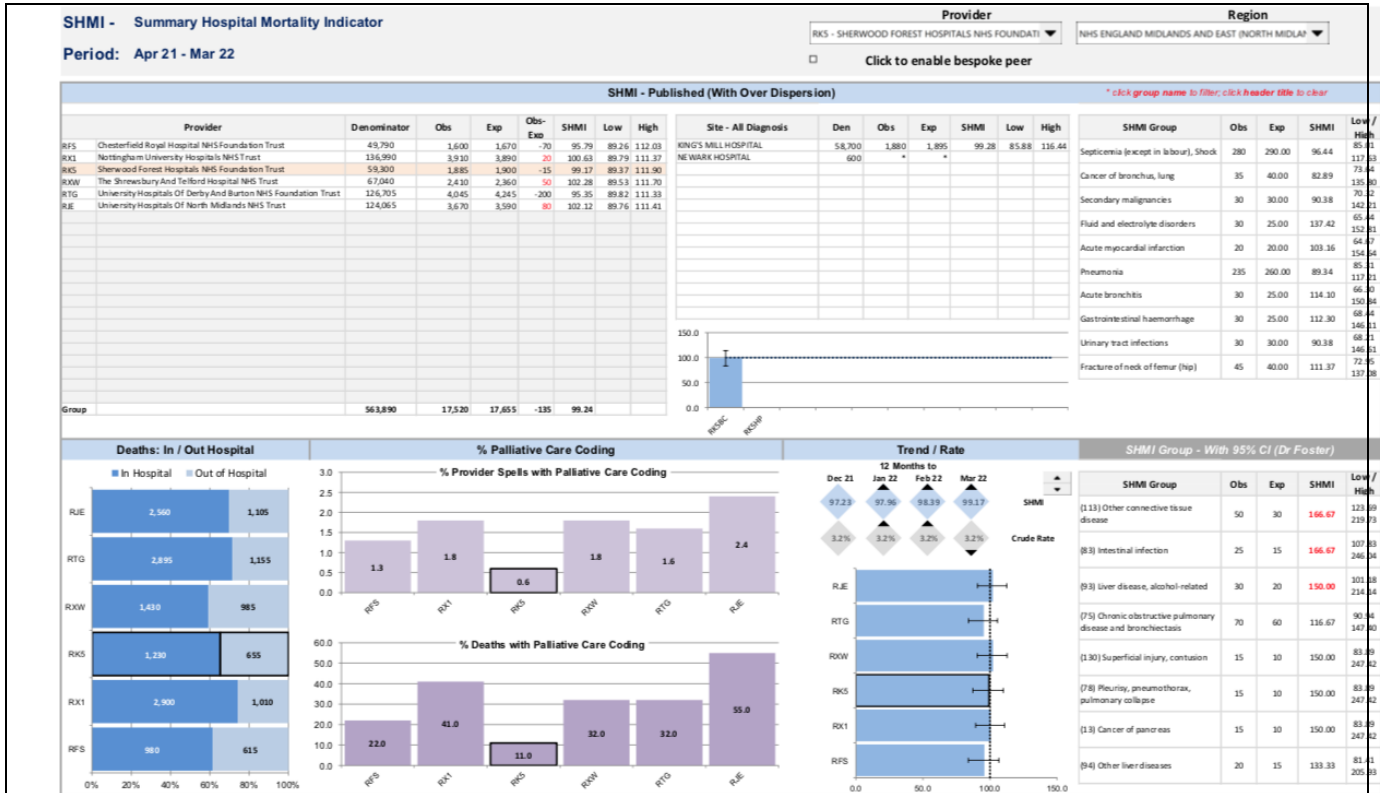 SHMI - Summary Hospital Mortality Indicator
Period: Apr 21 - Mar 22
Provider
RK5 - SHERWOOD FOREST HOSPITALS NHS FOUNDATI
Region
NHS ENGLAND MIDLANDS AND EAST (NORTH MIDLAN
Click to enable bespoke peer
SHMI - Published (With Over Dispersion)
* click group name to filter; click header title to clear
Provider Denominator Obs Exp Obs-Exp SHMI Low High
RFS Chesterfield Royal Hospital NHS Foundation Trust 49,790 1,600 1,670 -70 95.79 89.26 112.03
RX1 Nottingham University Hospitals NHS Trust 136,990 3,910 3,890 20 100.63 89.79 111.37
RK5 Sherwood Forest Hospitals NHS Foundation Trust 59,300 1,885 1,900 -15 99.17 89.37 111.90
RXW The Shrewsbury And Telford Hospital NHS Trust 67,040 2,410 2,360 50 102.28 89.53 111.70
RTG University Hospitals Of Derby And Burton NHS Foundation Trust 126,705 4,045 4,245 -200 95.35 89.82 111.33
RJE University Hospitals Of North Midlands NHS Trust 124,065 3,670 3,590 80 102.12 89.76 111.41
Group 563,890 17,520 17,655 -135 99.24
Site - All Diagnosis Den Obs Exp SHMI Low High
KING'S MILL HOSPITAL 58,700 1,880 1,895 99.28 85.88 116.44
NEWARK HOSPITAL 600 * *
150.0
100.0
50.0
0.0
RK5BC RK5HP
SHMI Group Obs Exp SHMI Low / High
Septicemia (except in labour), Shock 280 290.00 96.44 117.63
Cancer of bronchus, lung 35 40.00 82.89
Secondary malignancies 30 30.00 90.38
Fluid and electrolyte disorders 30 25.00 137.42
Acute myocardial infarction 20 20.00 103.16
Pneumonia 235 260.00 89.34
Acute bronchitis 30 25.00 114.10
Gastrointestinal haemorrhage 30 25.00 112.30
Urinary tract infections 30 30.00 90.38
Fracture of neck of femur (hip) 45 40.00 111.37
Deaths: In / Out Hospital
In Hospital Out of Hospital
RJE 2,560 1,105
RTG 2,895 1,155
RXW 1,430 985
RK5 1,230 655
RX1 2,900 1,010
RFS 980 615
0% 20% 40% 60% 80% 100%
% Palliative Care Coding
% Provider Spells with Palliative Care Coding
3.0
2.5
2.0
1.5
1.0
0.5
0.0
1.3 1.8 0.6 1.8 1.6 2.4
RFS RX1 RK5 RXW RTG RJE
% Deaths with Palliative Care Coding
60.0
50.0
40.0
30.0
20.0
10.0
0.0
22.0 41.0 11.0 32.0 32.0 55.0
RFS RX1 RK5 RXW RTG RJE
Trend / Rate
12 Months to
Dec 21 Jan 22 Feb 22 Mar 22
97.23 97.96 98.39 99.17 SHMI
3.2% 3.2% 3.2% 3.2% Crude Rate
RJE
RTG
RXW
RK5
RX1
RFS
0.0 50.0 100.0 150.0
SHMI Group - With 95% CI (Dr Foster)
SHMI Group Obs Exp SHMI Low / High
(113) Other connective tissue disease 50 30 166.67
(83) Intestinal infection 25 15 166.67
(93) Liver disease, alcohol-related 30 20 150.00
(75) Chronic obstructive pulmonary disease and bronchiectasis 70 60 116.67
(130) Superficial injury, contusion 15 10 150.00
(78) Pleurisy, pneumothorax, pulmonary collapse 15 10 150.00
(13) Cancer of pancreas 15 10 150.00
(94) Other liver diseases 20 15 133.33